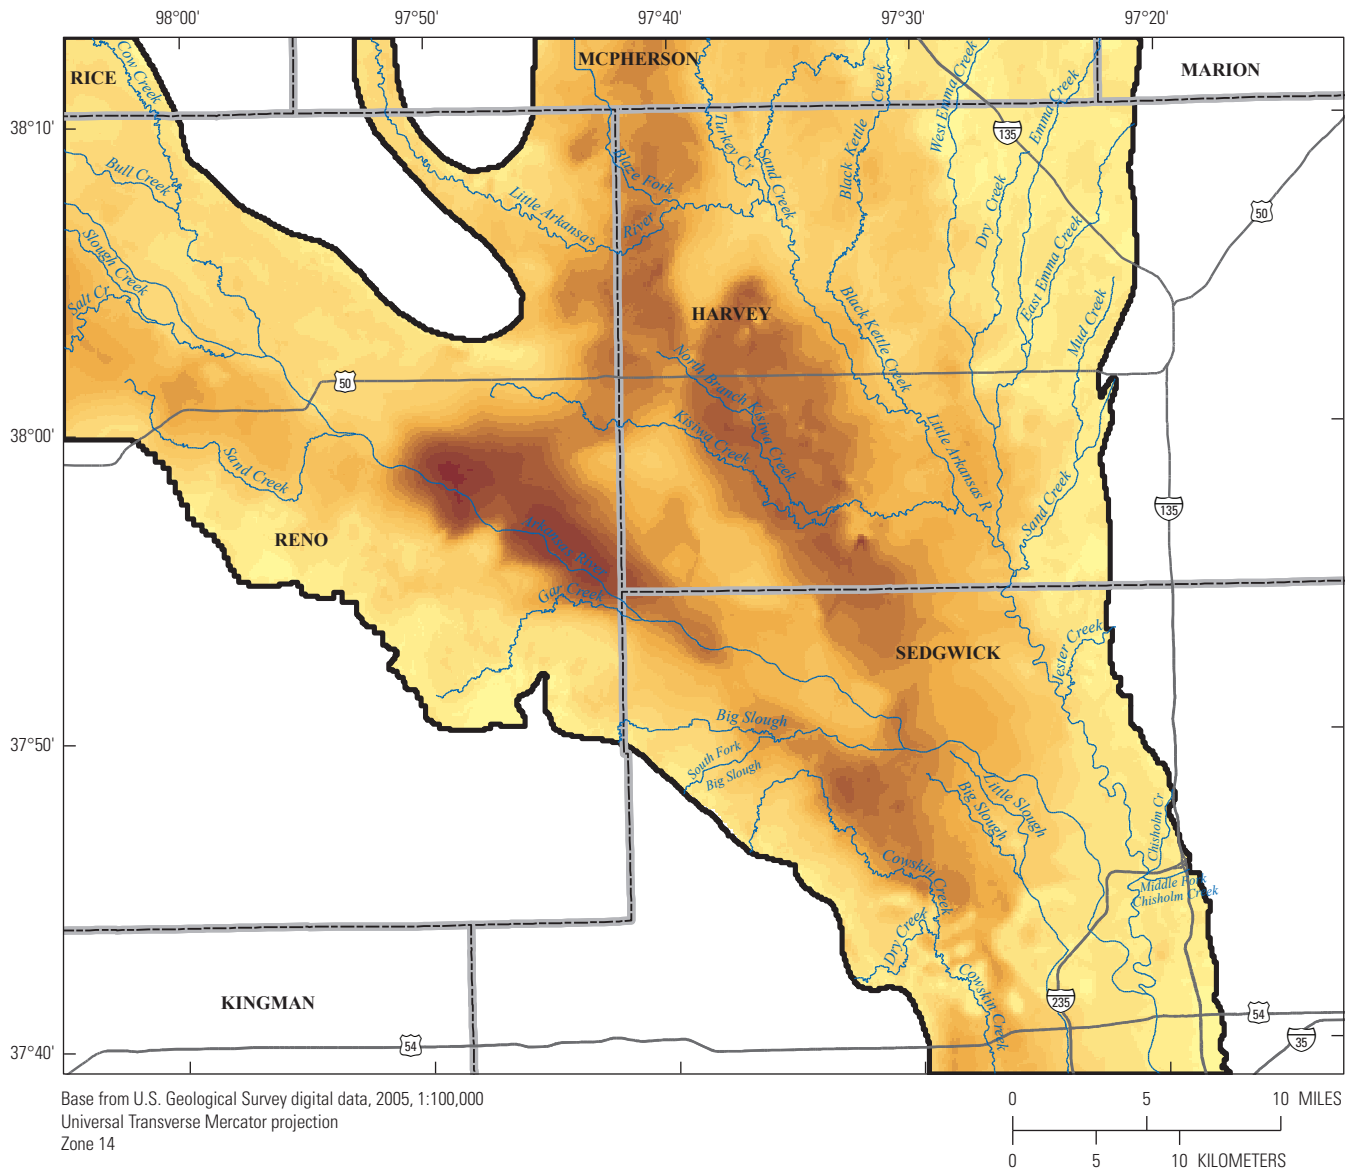 98°00'
97°50'
97°40'
97°30'
97°20'
RICE
Cow Creek
MCPHERSON
Creek
West Emma Creek
Emma Creek
MARION
38°10'
135
Turkey Cr
Sand Creek
Black Kettle
Bull Creek
Blaze Fork
Little Arkansas
River
Dry Creek
50
Slough Creek
East Emma Creek
Salt Cr
HARVEY
Black Kettle Creek
Mud Creek
50
North Branch Kisiwa Creek
Kisiwa Creek
Little Arkansas R
38°00'
Sand Creek
Sand Creek
135
RENO
Arkansas River
Gar Creek
SEDGWICK
Jester Creek
37°50'
Big Slough
South Fork
Big Slough
Little Slough
Big Slough
Chisholm Cr
Cowskin Creek
Middle Fork
Chisholm Creek
Dry Creek
KINGMAN
Cowskin Creek
235
54
54
35
37°40'
Base from U.S. Geological Survey digital data, 2005, 1:100,000
Universal Transverse Mercator projection
Zone 14
0 5 10 MILES
0 5 10 KILOMETERS